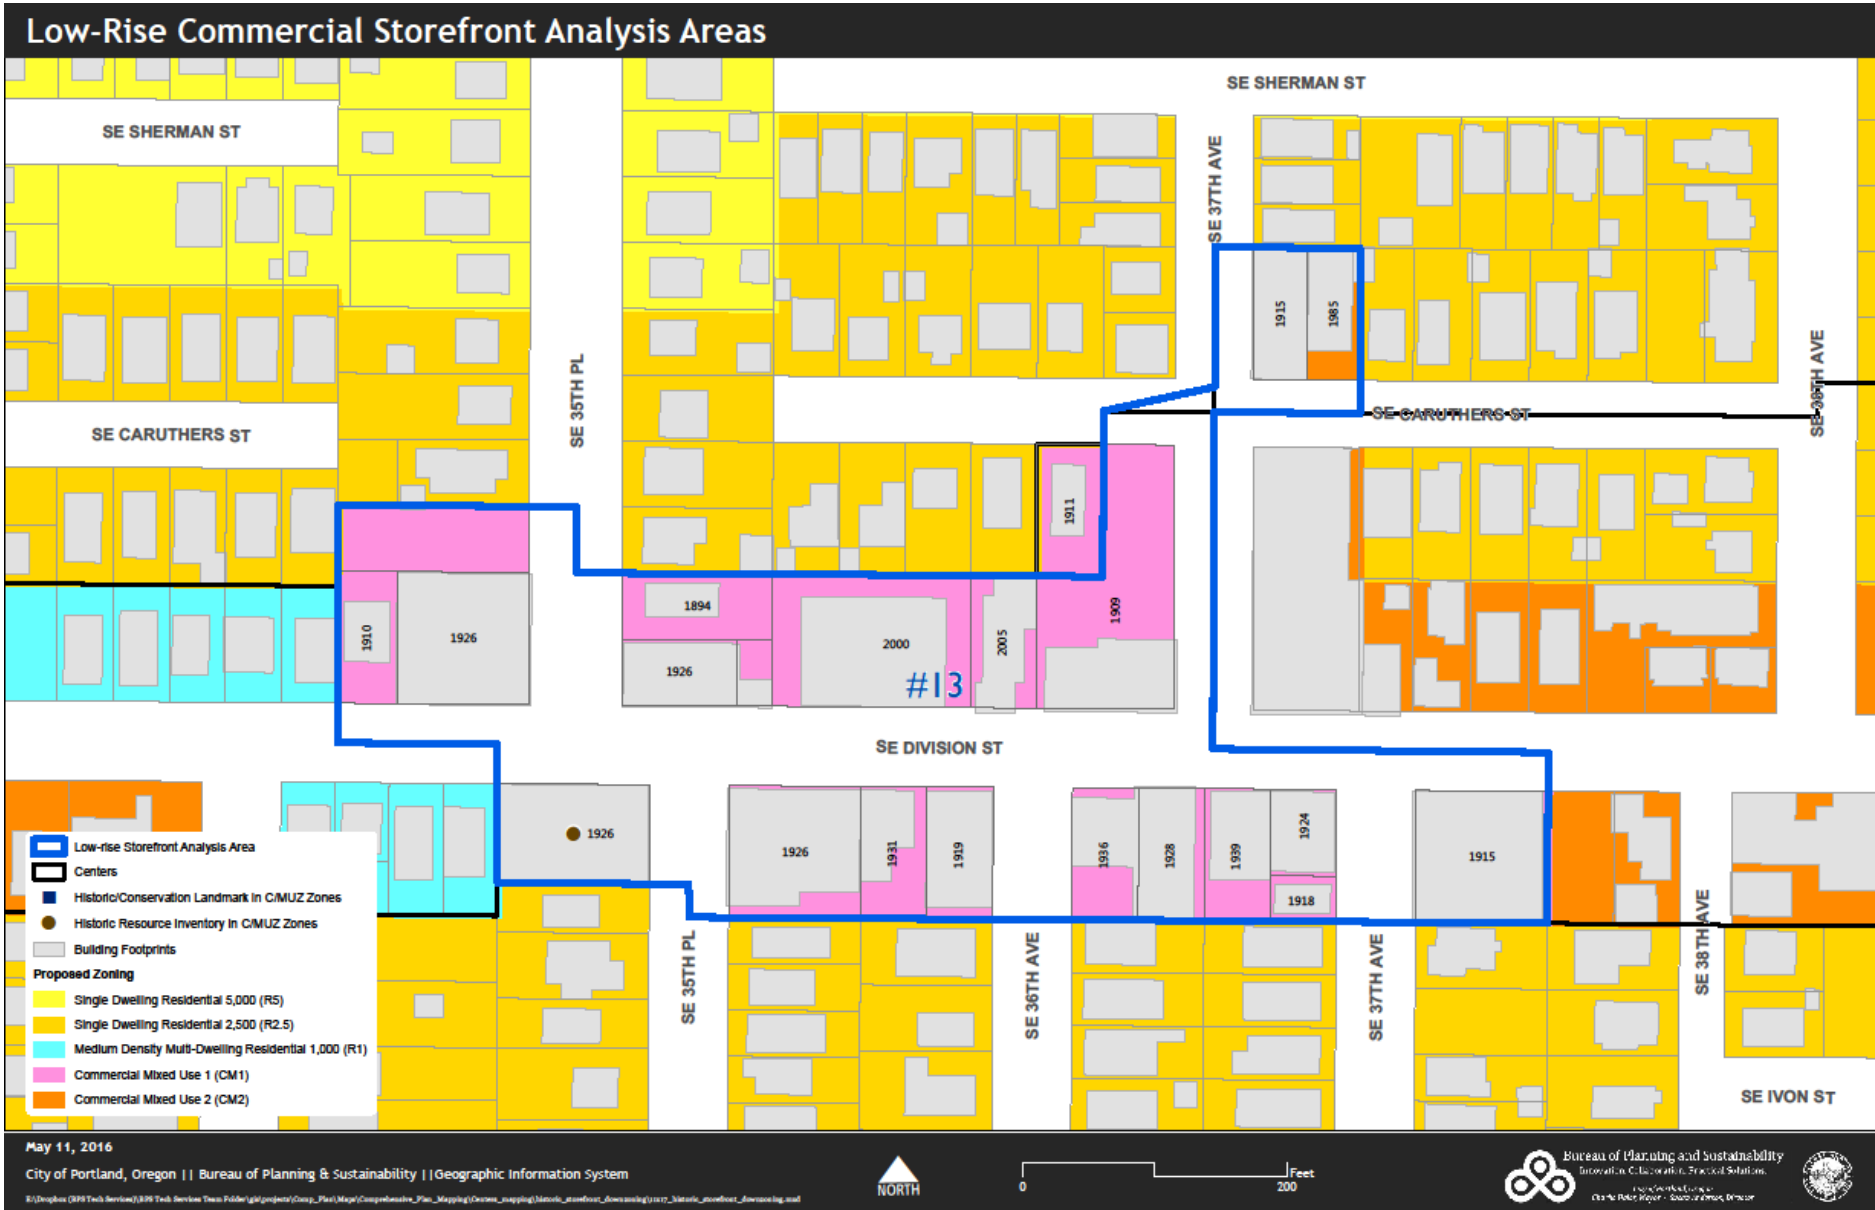 Low-Rise Commercial Storefront Analysis Areas
SE SHERMAN ST
SE SHERMAN ST
SE 37TH AVE
1915
1985
SE 35TH PL
SE 38TH AVE
SE CARUTHERS ST
SE CARUTHERS ST
1911
1894
1910
1926
1926
2000
2005
1909
#13
SE DIVISION ST
1926
1926
1931
1919
1936
1928
1939
1924
1918
1915
SE 35TH PL
SE 36TH AVE
SE 37TH AVE
SE 38TH AVE
SE IVON ST
Low-rise Storefront Analysis Area
Centers
Historic/Conservation Landmark in C/MUZ Zones
Historic Resource Inventory in C/MUZ Zones
Building Footprints
Proposed Zoning
Single Dwelling Residential 5,000 (R5)
Single Dwelling Residential 2,500 (R2.5)
Medium Density Multi-Dwelling Residential 1,000 (R1)
Commercial Mixed Use 1 (CM1)
Commercial Mixed Use 2 (CM2)
May 11, 2016
City of Portland, Oregon || Bureau of Planning & Sustainability ||Geographic Information System
NORTH
0
200
Feet
Bureau of Planning and Sustainability
Innovation. Collaboration. Practical Solutions.